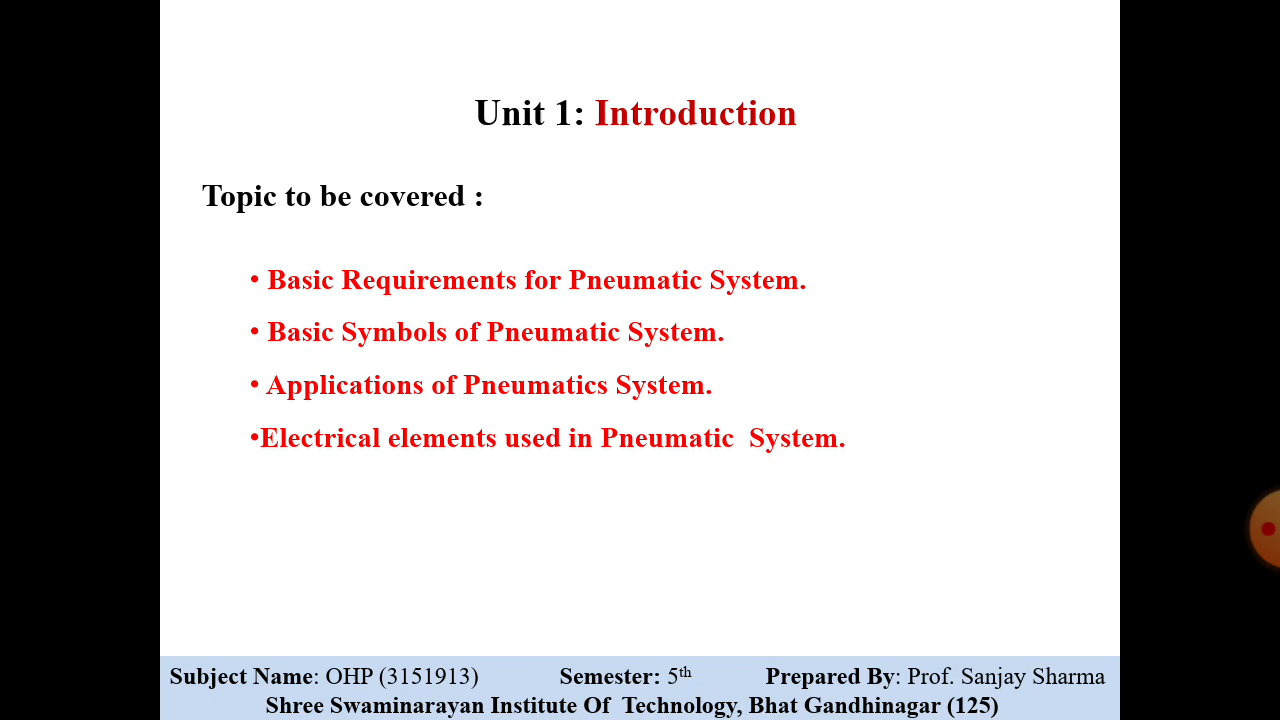 Unit 1: Introduction
Topic to be covered :
• Basic Requirements for Pneumatic System.
• Basic Symbols of Pneumatic System.
• Applications of Pneumatics System.
•Electrical elements used in Pneumatic  System.
Subject Name: OHP (3151913) Semester: 5th Prepared By: Prof. Sanjay Sharma
Shree Swaminarayan Institute Of  Technology, Bhat Gandhinagar (125)